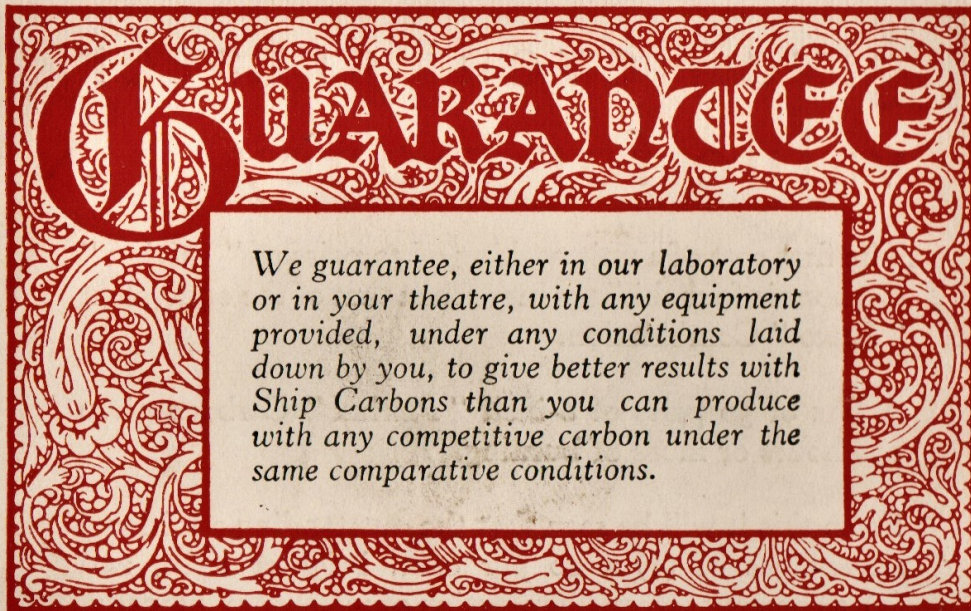 GUARANTEE
We guarantee, either in our laboratory
or in your theatre, with any equipment
provided, under any conditions laid
down by you, to give better results with
Ship Carbons than you can produce
with any competitive carbon under the
same comparative conditions.